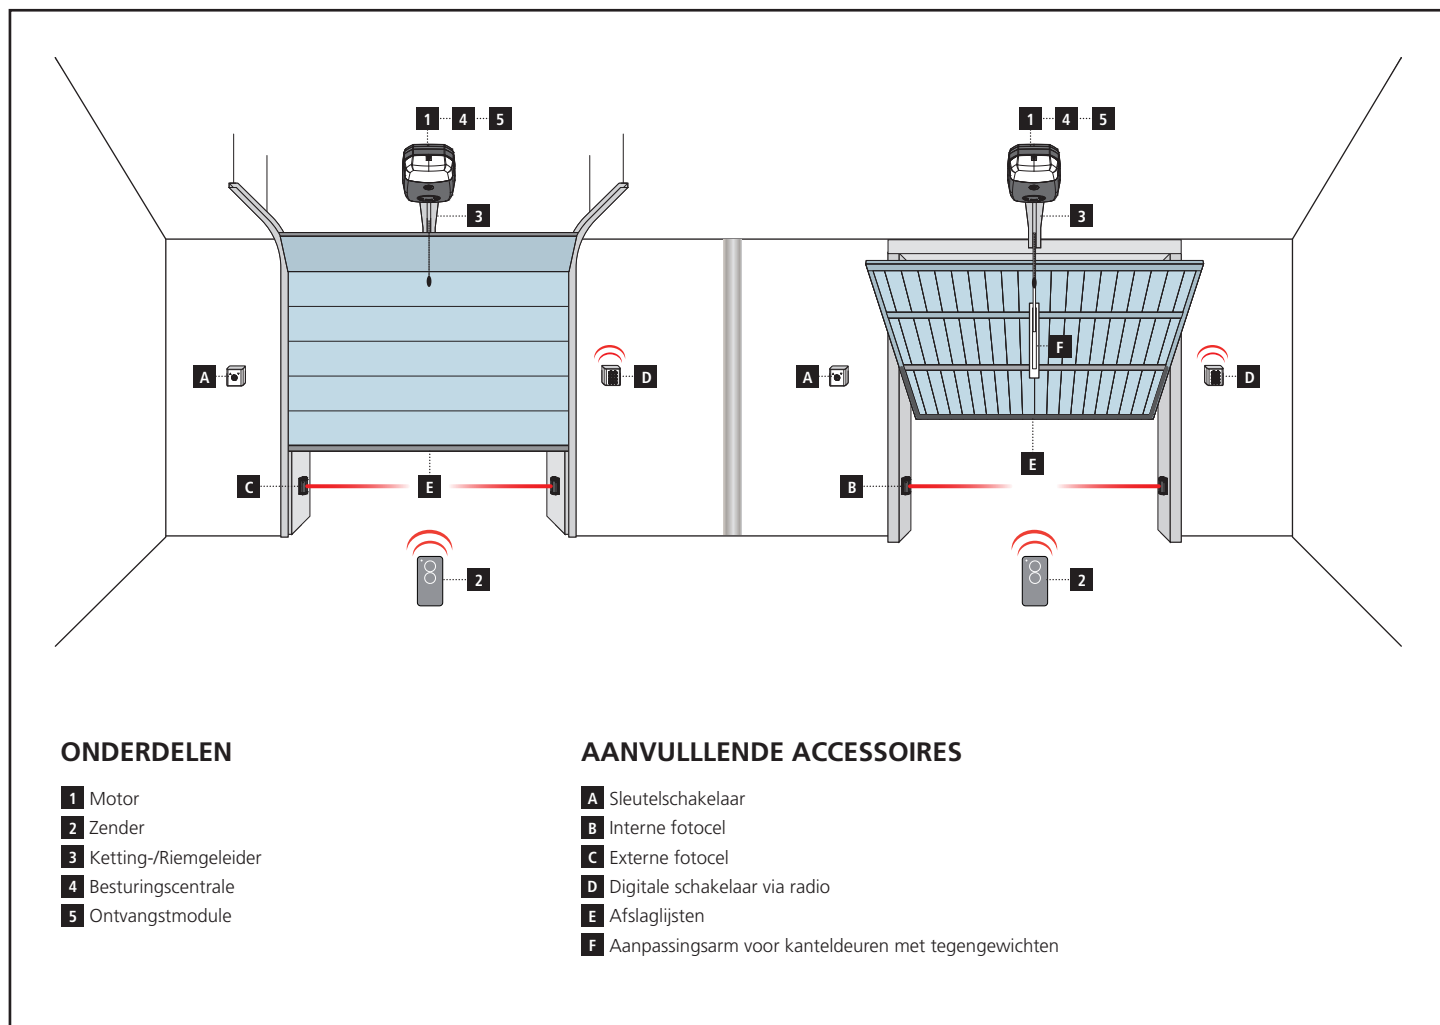 1 4 5
1 4 5
3
3
F
A
D
A
D
E
C
E
B
2
2
ONDERDELEN
1 Motor
2 Zender
3 Ketting-/Riemgeleider
4 Besturingscentrale
5 Ontvangstmodule
AANVULLLENDE ACCESSOIRES
A Sleutelschakelaar
B Interne fotocel
C Externe fotocel
D Digitale schakelaar via radio
E Afslaglijsten
F Aanpassingsarm voor kanteldeuren met tegengewichten